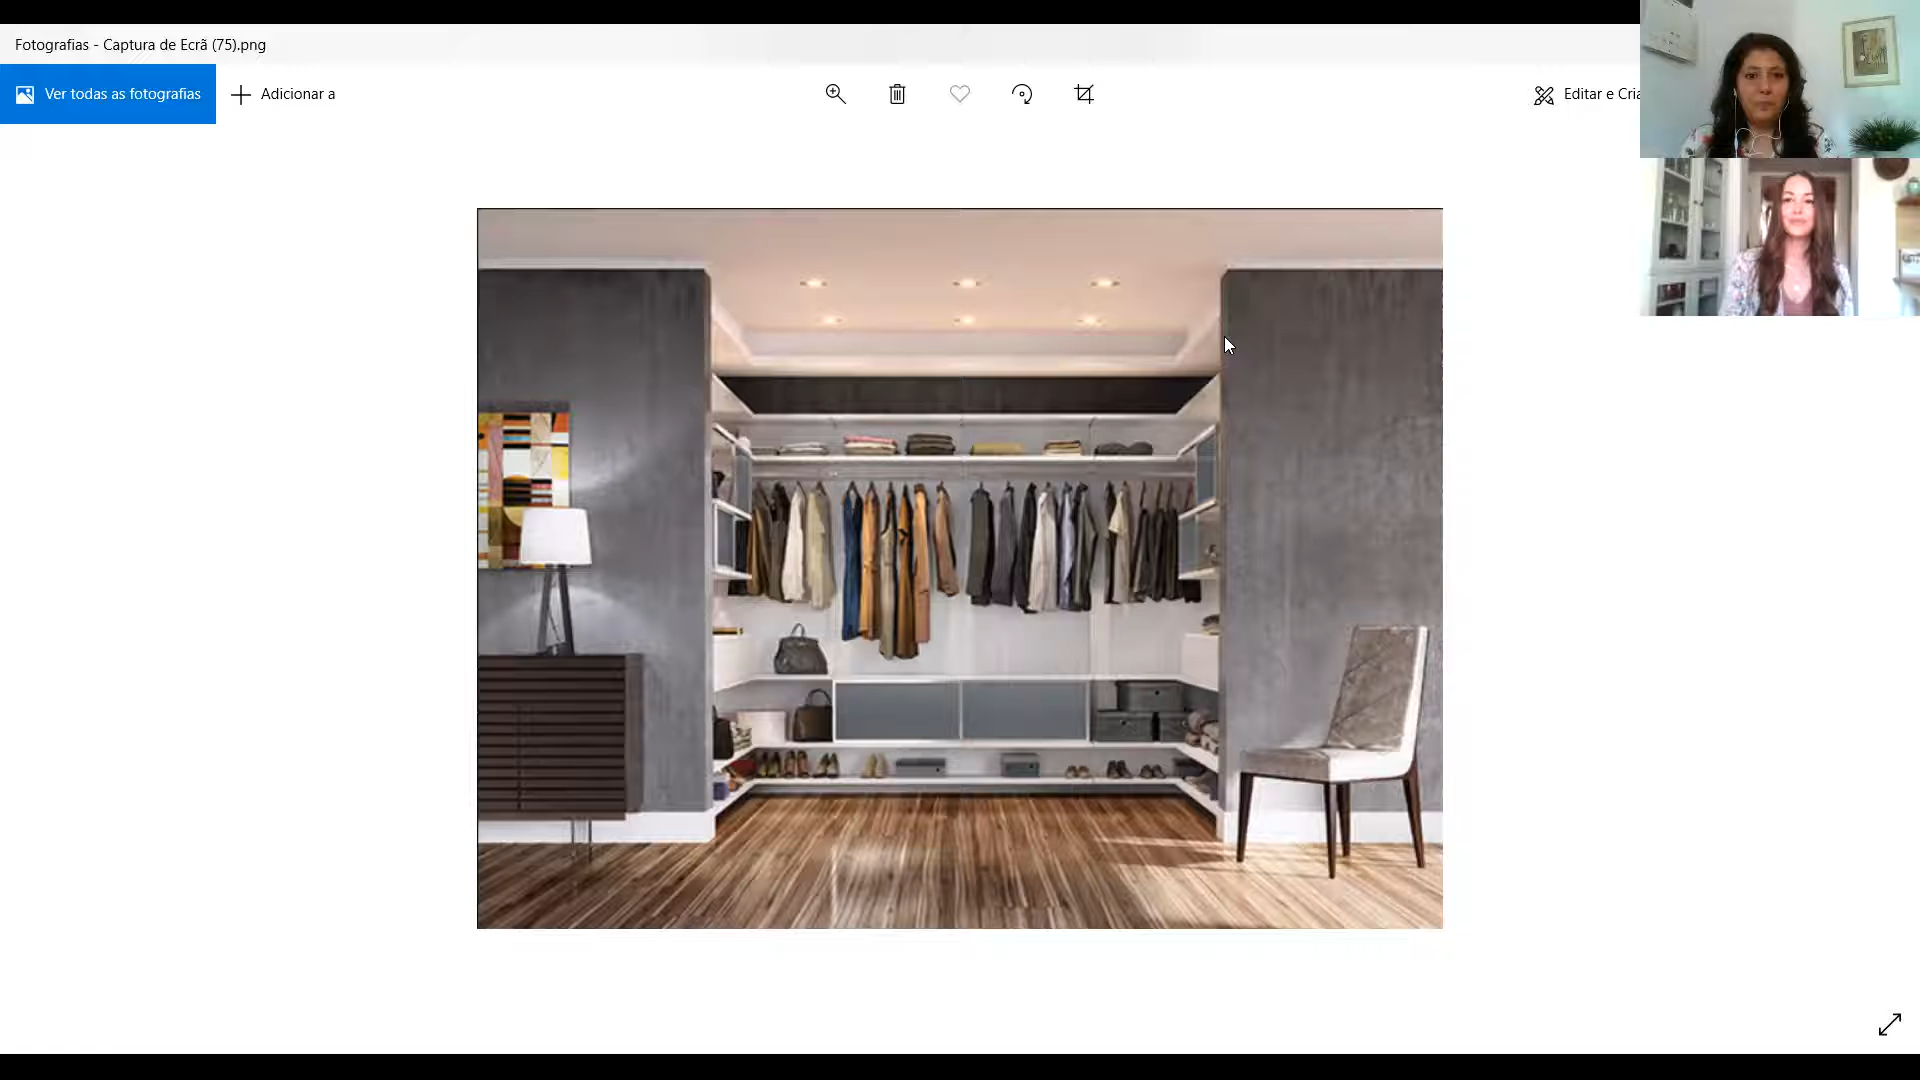 Fotografias - Captura de Ecrã (75).png
Ver todas as fotografias
Adicionar a
Editar e Cria